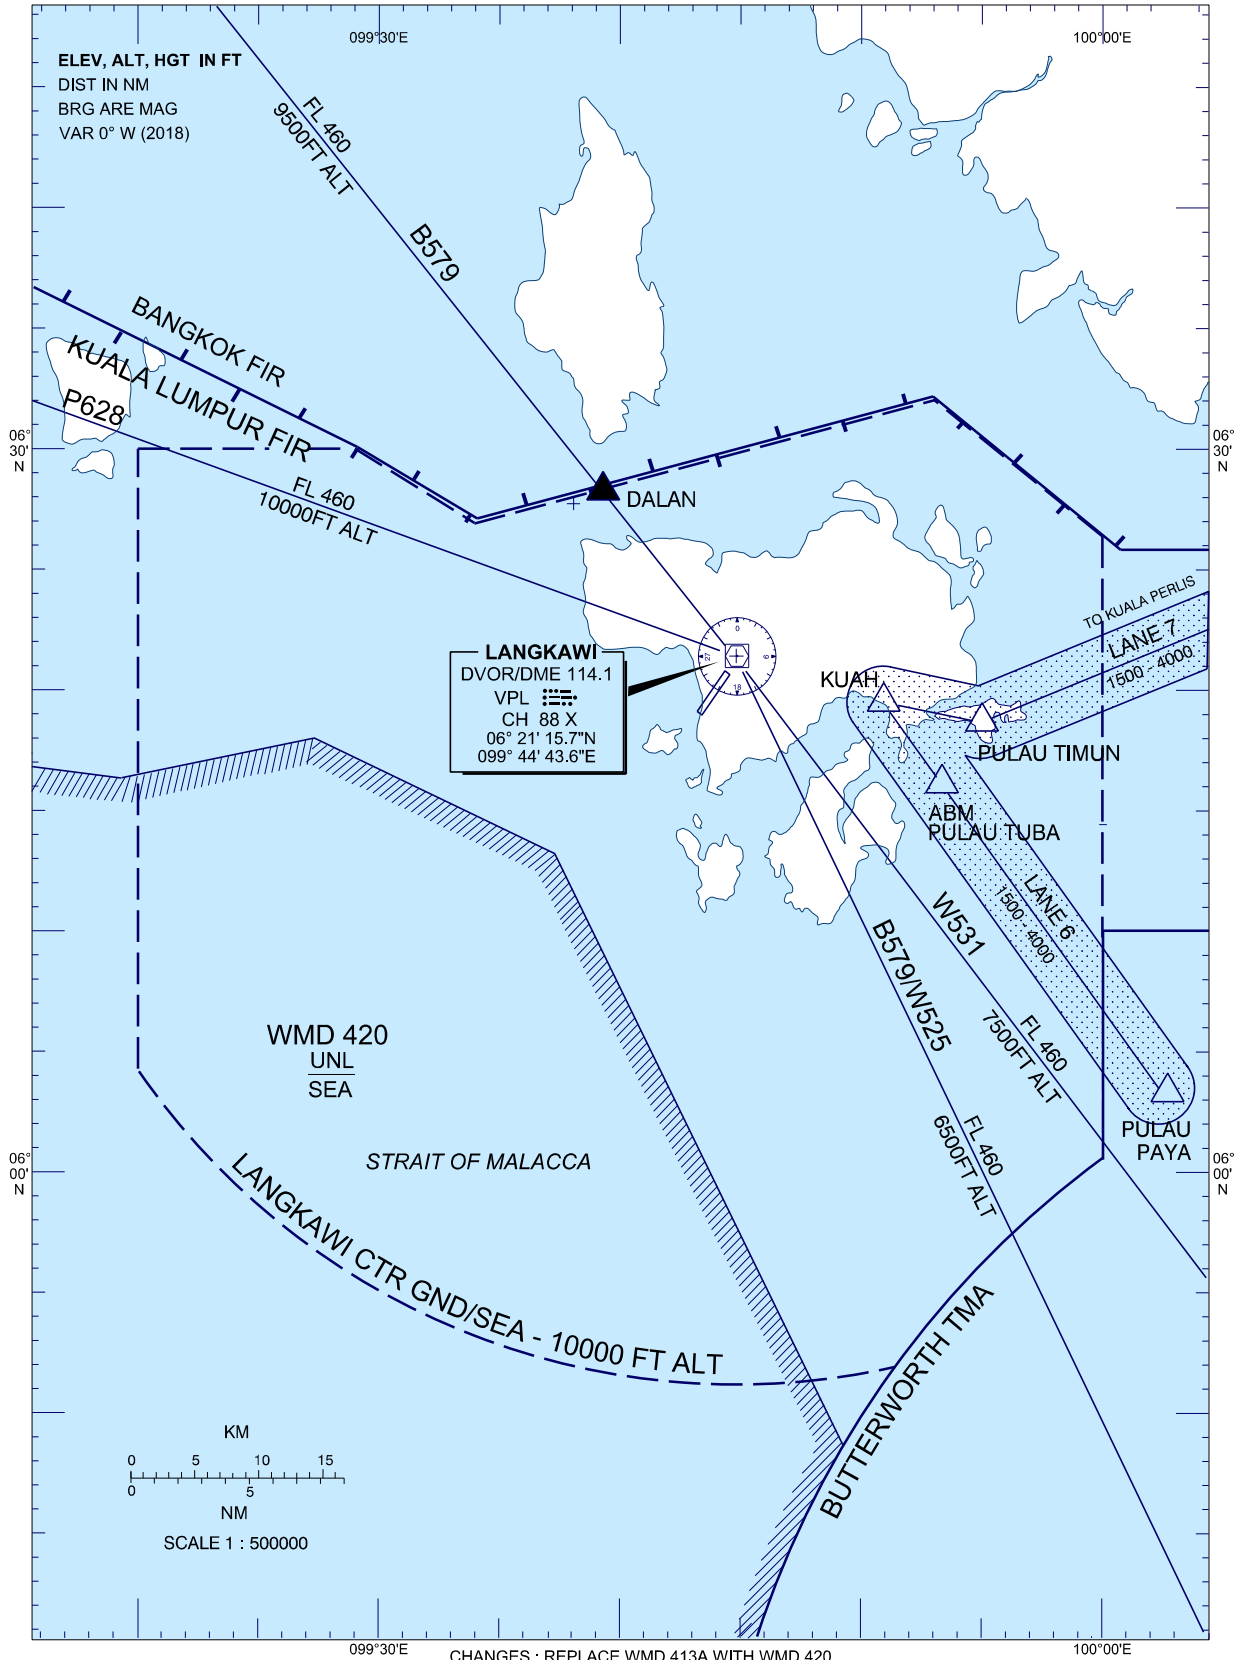 099°30'E
100°00'E
ELEV, ALT, HGT IN FT
DIST IN NM
BRG ARE MAG
VAR 0° W (2018)
FL 460
9500FT ALT
B579
BANGKOK FIR
KUALA LUMPUR FIR
P628
06°
30'
N
06°
30'
N
FL 460
10000FT ALT
DALAN
TO KUALA PERLIS
LANE 7
1500 - 4000
0
9
18
27
LANGKAWI
DVOR/DME 114.1
VPL
CH 88 X
06° 21' 15.7"N
099° 44' 43.6"E
KUAH
PULAU TIMUN
ABM
PULAU TUBA
LANE 6
1500 - 4000
W531
B579/W525
FL 460
7500FT ALT
FL 460
6500FT ALT
WMD 420
UNL
SEA
PULAU
PAYA
STRAIT OF MALACCA
06°
00'
N
06°
00'
N
LANGKAWI CTR GND/SEA - 10000 FT ALT
BUTTERWORTH TMA
KM
0 5 10 15
0 5
NM
SCALE 1 : 500000
099°30'E
100°00'E
CHANGES : REPLACE WMD 413A WITH WMD 420